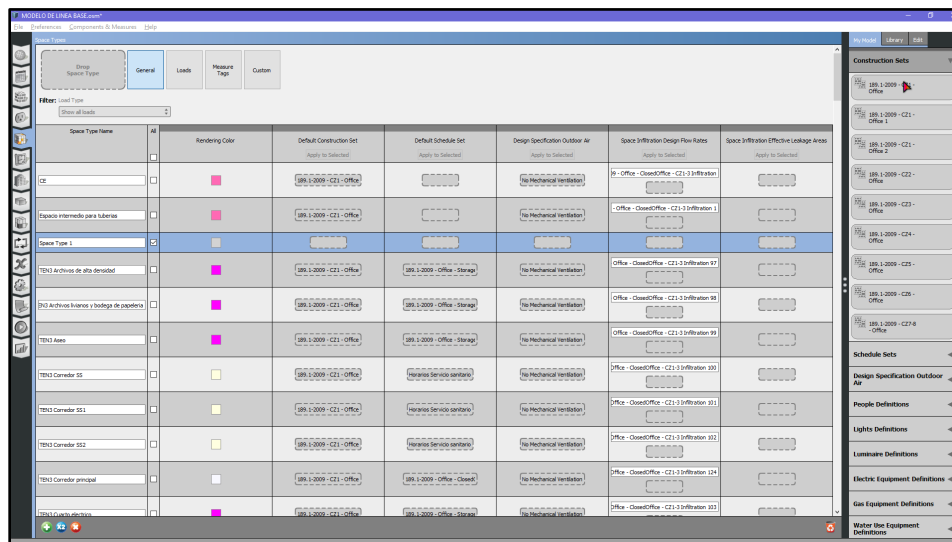 MODELO DE LINEA BASE.osm*
File Preferences Components & Measures Help
Space Types
My Model Library Edit
Drop
Space Type
General
Loads
Measure
Tags
Custom
Filter: Load Type
Show all loads
Space Type Name
All
Rendering Color
Default Construction Set
Default Schedule Set
Design Specification Outdoor Air
Space Infiltration Design Flow Rates
Space Infiltration Effective Leakage Areas
Apply to Selected
Apply to Selected
Apply to Selected
Apply to Selected
Apply to Selected
CE
189.1-2009 - CZ1 - Office
No Mechanical Ventilation
9 - Office - ClosedOffice - CZ1-3 Infiltration
Espacio intermedio para tuberias
189.1-2009 - CZ1 - Office
No Mechanical Ventilation
- Office - ClosedOffice - CZ1-3 Infiltration 1
Space Type 1
TEN3 Archivos de alta densidad
189.1-2009 - CZ1 - Office
189.1-2009 - Office - Storage
No Mechanical Ventilation
Office - ClosedOffice - CZ1-3 Infiltration 97
EN3 Archivos livianos y bodega de papeleria
189.1-2009 - CZ1 - Office
189.1-2009 - Office - Storage
No Mechanical Ventilation
Office - ClosedOffice - CZ1-3 Infiltration 98
TEN3 Aseo
189.1-2009 - CZ1 - Office
189.1-2009 - Office - Storage
No Mechanical Ventilation
Office - ClosedOffice - CZ1-3 Infiltration 99
TEN3 Corredor SS
189.1-2009 - CZ1 - Office
Horarios Servicio sanitario
No Mechanical Ventilation
Office - ClosedOffice - CZ1-3 Infiltration 100
TEN3 Corredor SS1
189.1-2009 - CZ1 - Office
Horarios Servicio sanitario
No Mechanical Ventilation
Office - ClosedOffice - CZ1-3 Infiltration 101
TEN3 Corredor SS2
189.1-2009 - CZ1 - Office
Horarios Servicio sanitario
No Mechanical Ventilation
Office - ClosedOffice - CZ1-3 Infiltration 102
TEN3 Corredor principal
189.1-2009 - CZ1 - Office
189.1-2009 - Office - Closed
No Mechanical Ventilation
Office - ClosedOffice - CZ1-3 Infiltration 124
TEN3 Cuarto electrico
189.1-2009 - CZ1 - Office
189.1-2009 - Office - Storage
No Mechanical Ventilation
Office - ClosedOffice - CZ1-3 Infiltration 103
x2
Construction Sets
189.1-2009 - CZ1 -
Office
189.1-2009 - CZ1 -
Office 1
189.1-2009 - CZ1 -
Office 2
189.1-2009 - CZ2 -
Office
189.1-2009 - CZ3 -
Office
189.1-2009 - CZ4 -
Office
189.1-2009 - CZ5 -
Office
189.1-2009 - CZ6 -
Office
189.1-2009 - CZ7-8
- Office
Schedule Sets
Design Specification Outdoor
Air
People Definitions
Lights Definitions
Luminaire Definitions
Electric Equipment Definitions
Gas Equipment Definitions
Water Use Equipment
Definitions